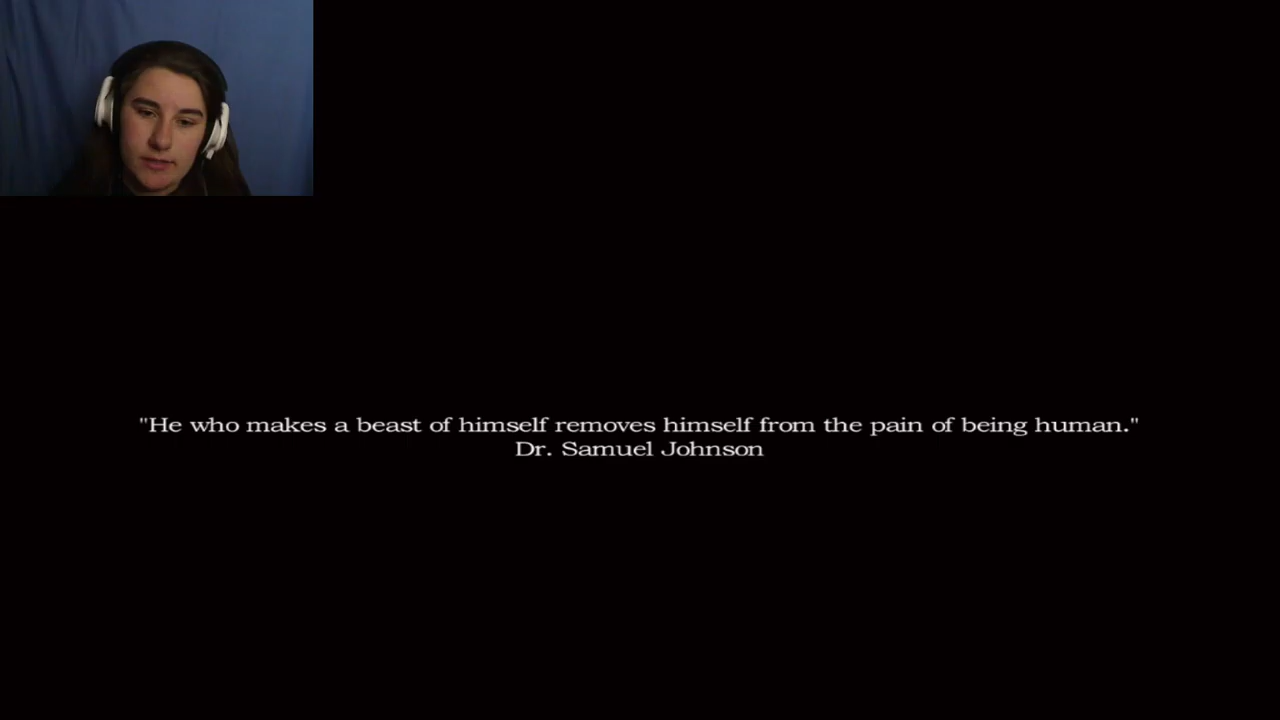 "He who makes a beast of himself removes himself from the pain of being human."
Dr. Samuel Johnson